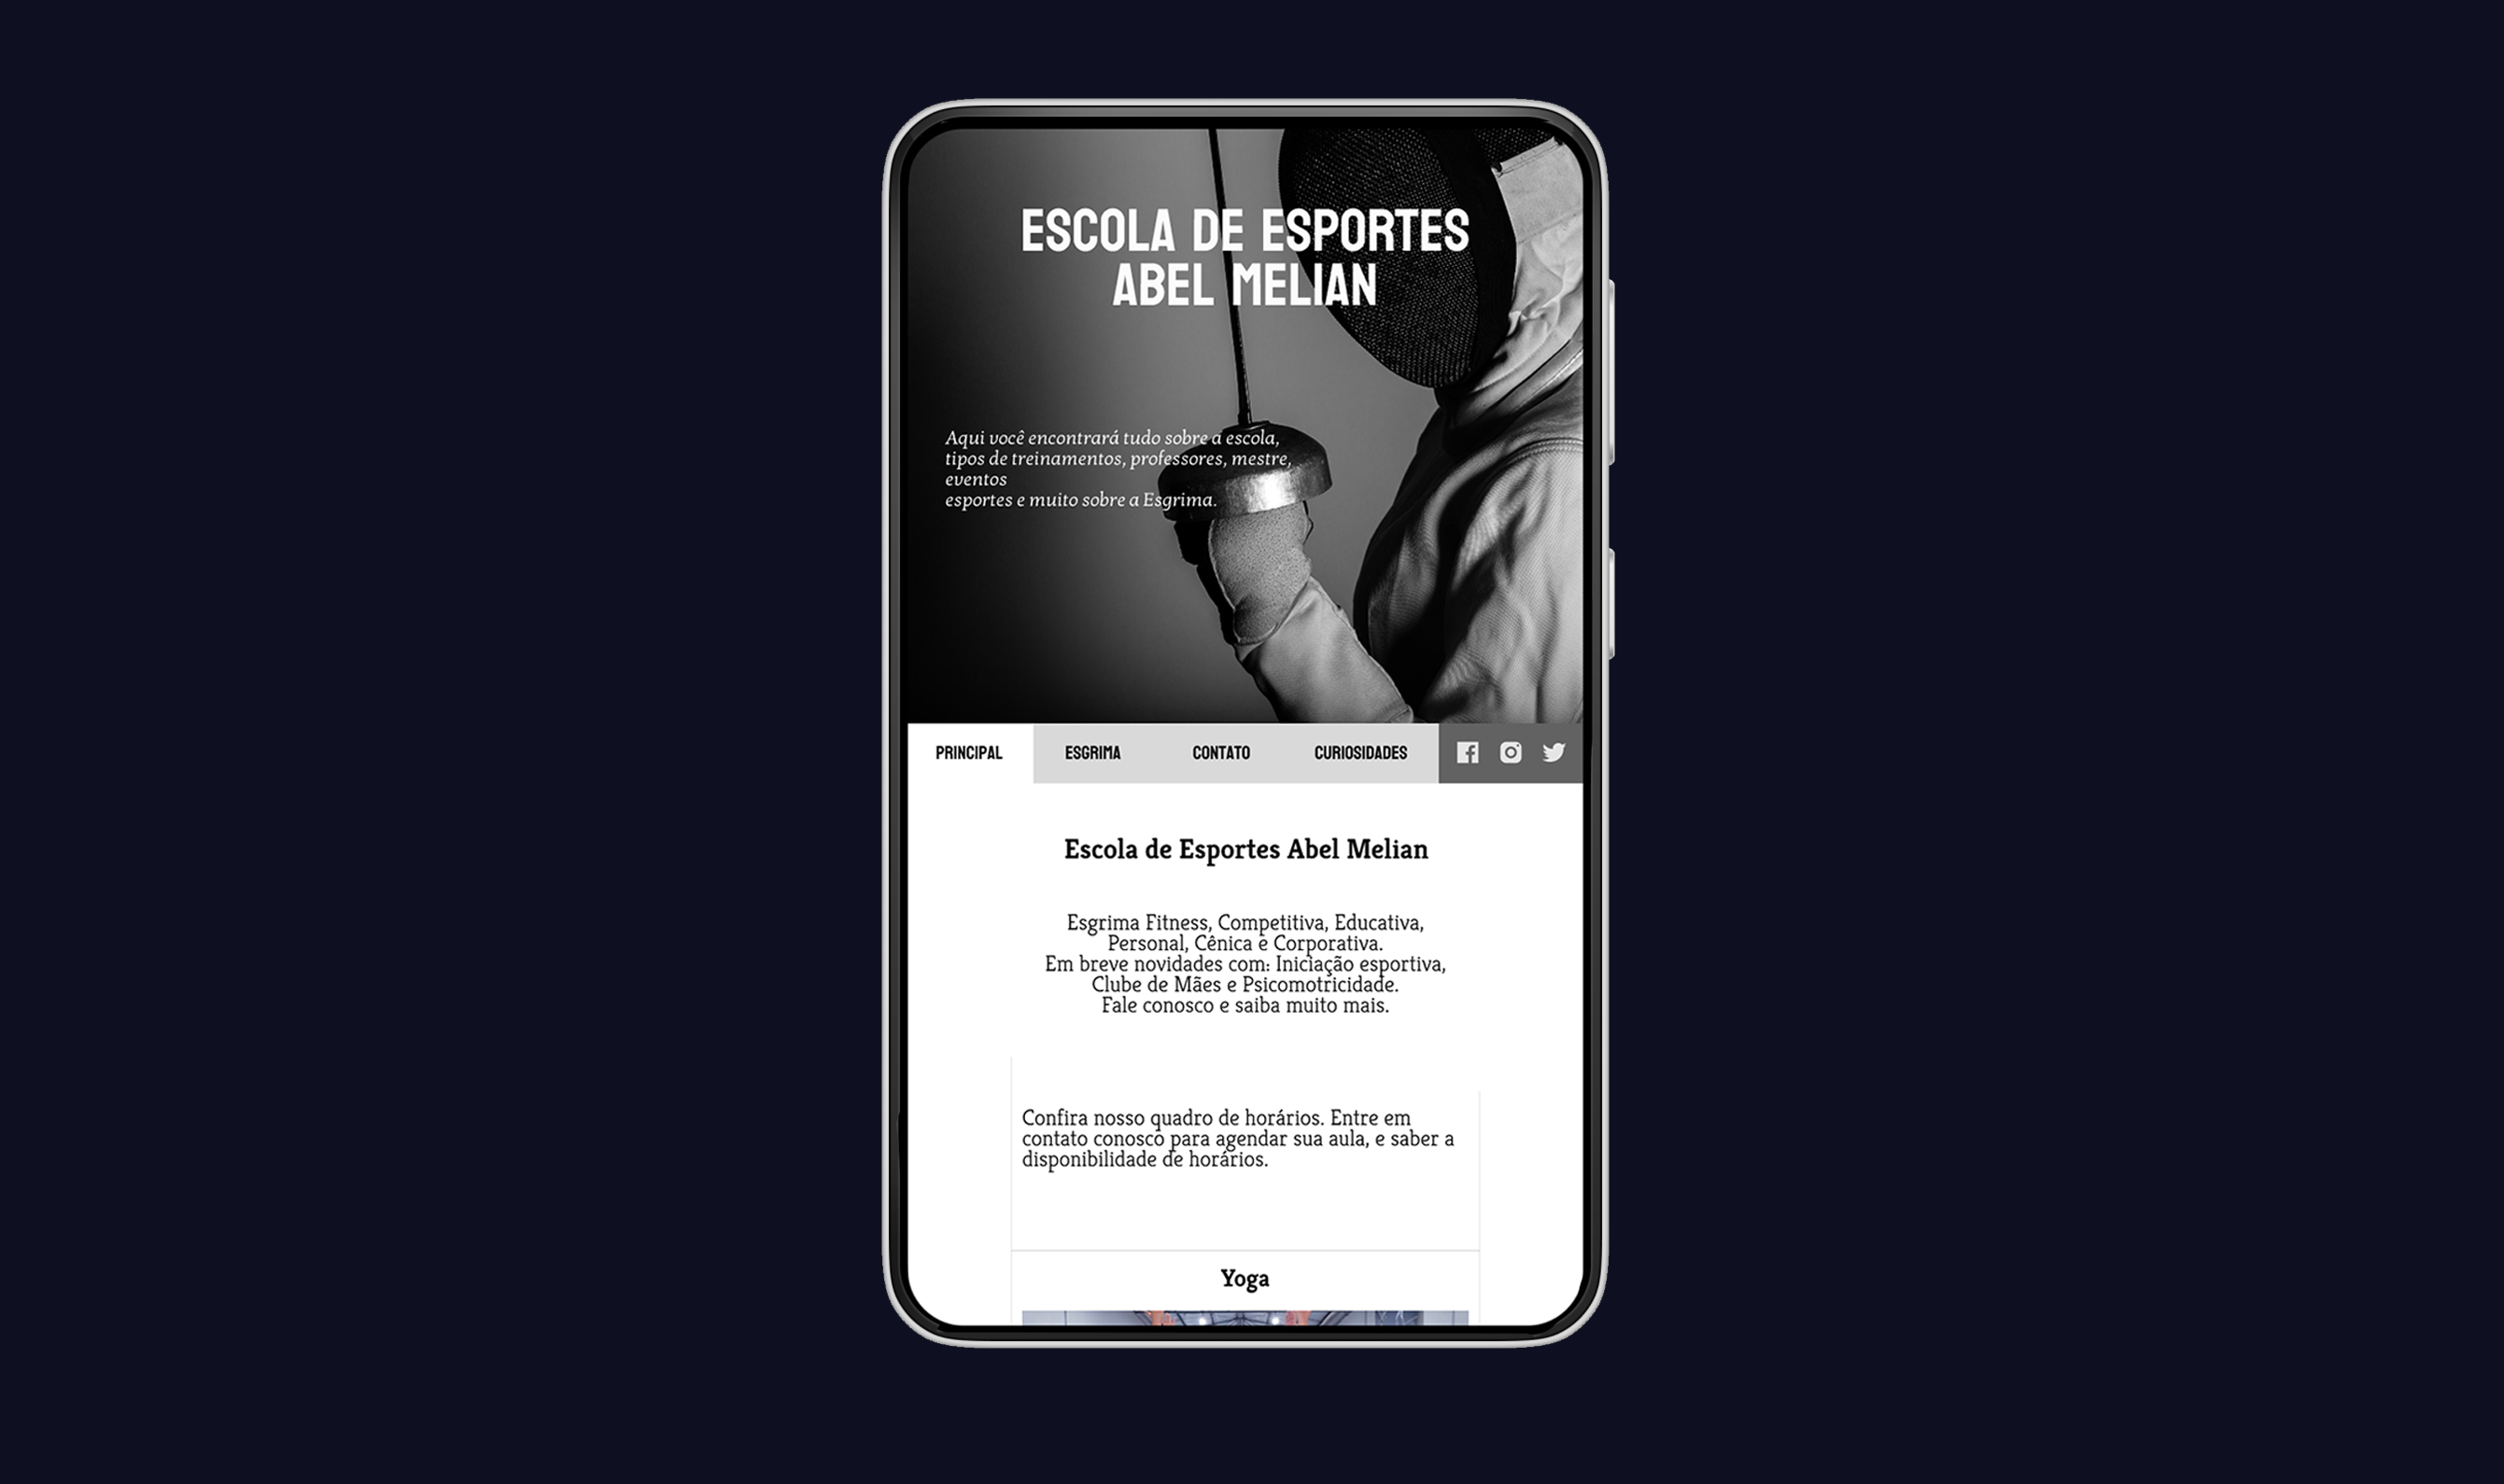 ESCOLA DE ESPORTES
ABEL MELIAN
Aqui você encontrará tudo sobre a escola,
tipos de treinamentos, professores, mestre,
eventos
esportes e muito sobre a Esgrima.
PRINCIPAL ESGRIMA CONTATO CURIOSIDADES
Escola de Esportes Abel Melian
Esgrima Fitness, Competitiva, Educativa,
Personal, Cênica e Corporativa.
Em breve novidades com: Iniciação esportiva,
Clube de Mães e Psicomotricidade.
Fale conosco e saiba muito mais.
Confira nosso quadro de horários. Entre em
contato conosco para agendar sua aula, e saber a
disponibilidade de horários.
Yoga